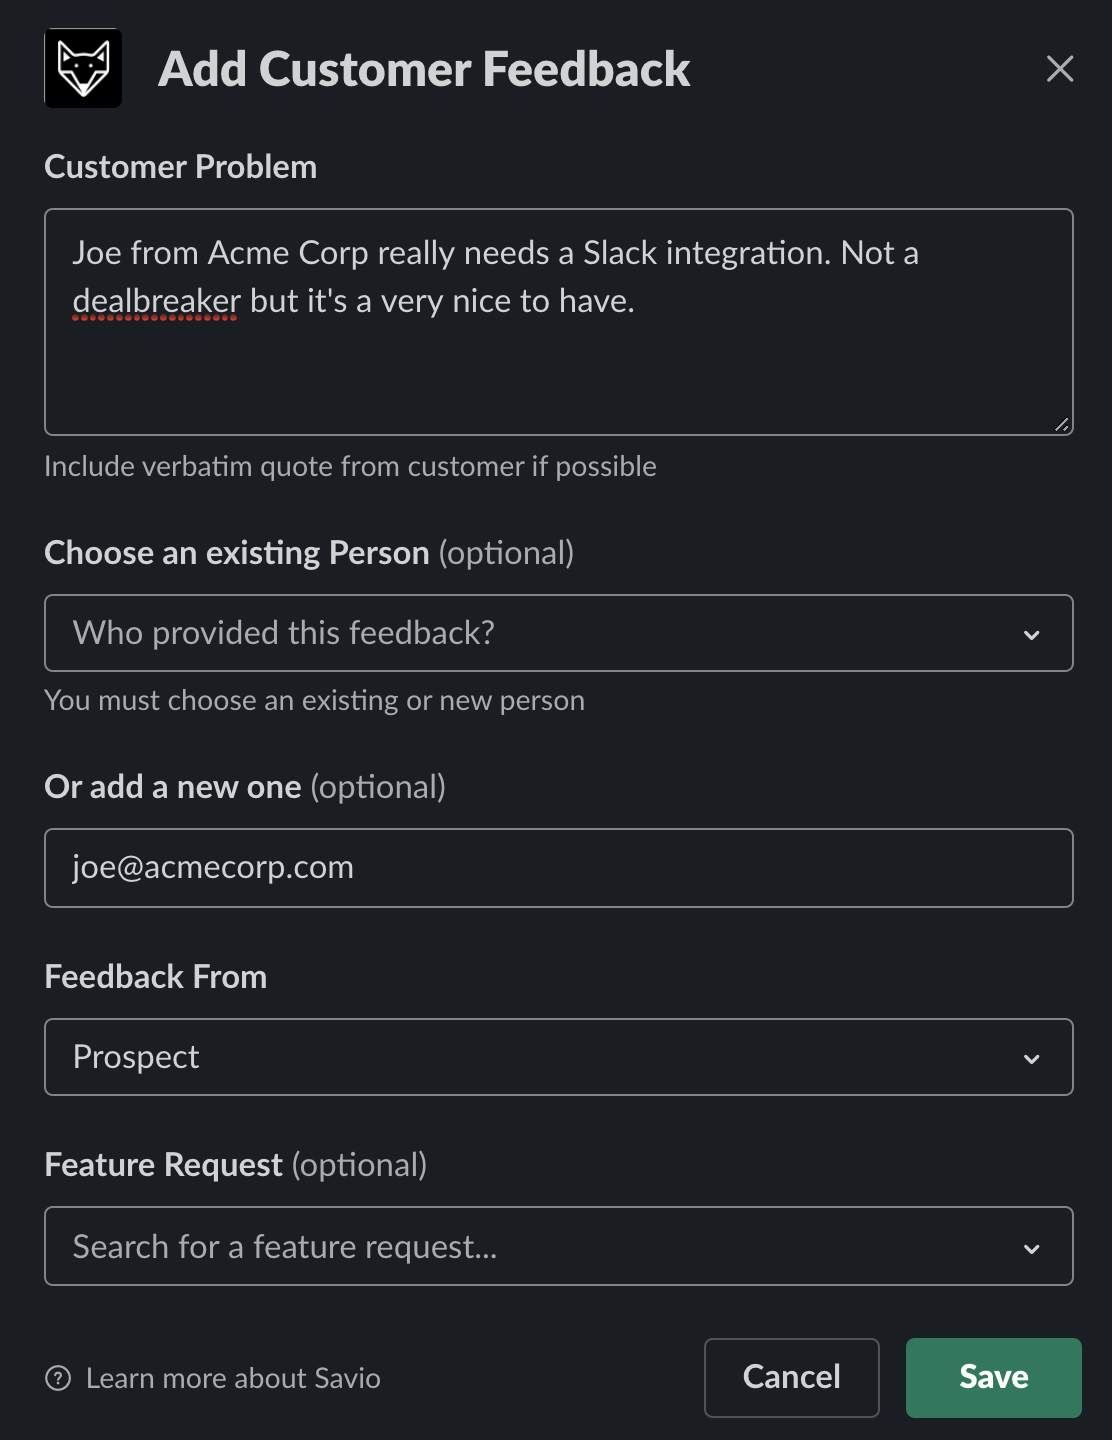 Add Customer Feedback
Customer Problem
Joe from Acme Corp really needs a Slack integration. Not a
dealbreaker but it's a very nice to have.
Include verbatim quote from customer if possible
Choose an existing Person (optional)
Who provided this feedback?
You must choose an existing or new person
Or add a new one (optional)
joe@acmecorp.com
Feedback From
Prospect
Feature Request (optional)
Search for a feature request...
Learn more about Savio
Cancel
Save